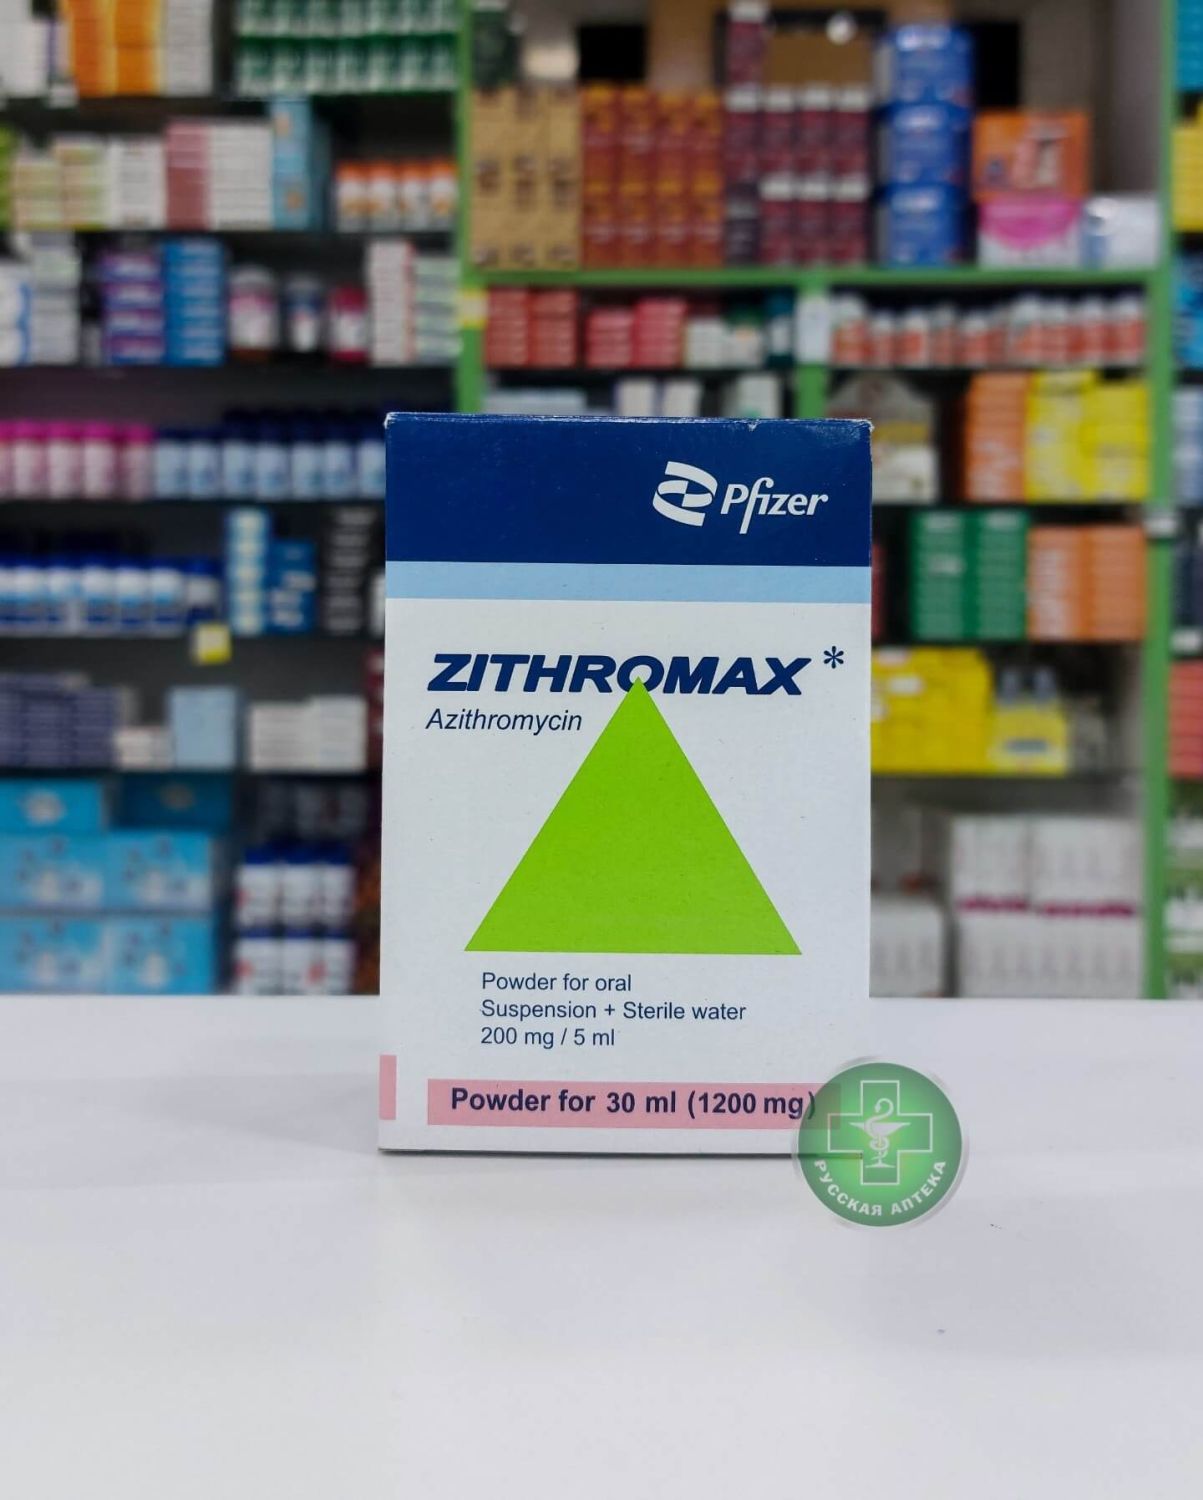 Pfizer
ZITHROMAX*
Azithromycin
Powder for oral
Suspension + Sterile water
200 mg / 5 ml
Powder for 30 ml (1200 mg)
РУССКАЯ АПТЕКА